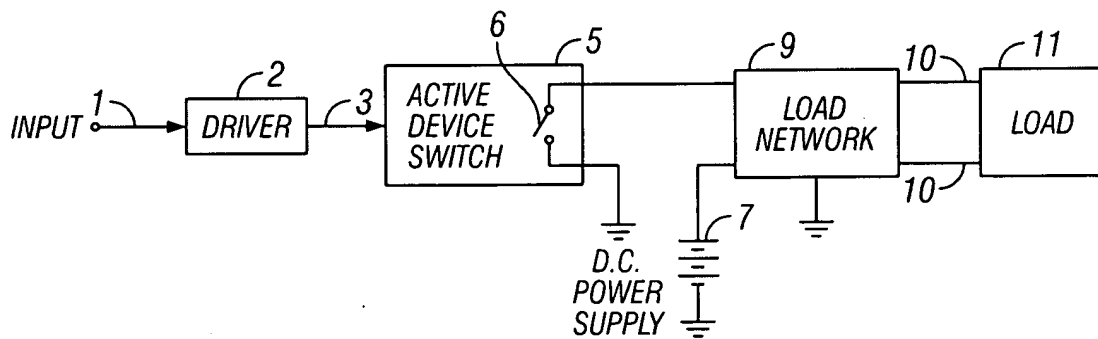 INPUT
1
2
DRIVER
3
5
6
ACTIVE
DEVICE
SWITCH
7
D.C.
POWER
SUPPLY
9
LOAD
NETWORK
10
10
11
LOAD